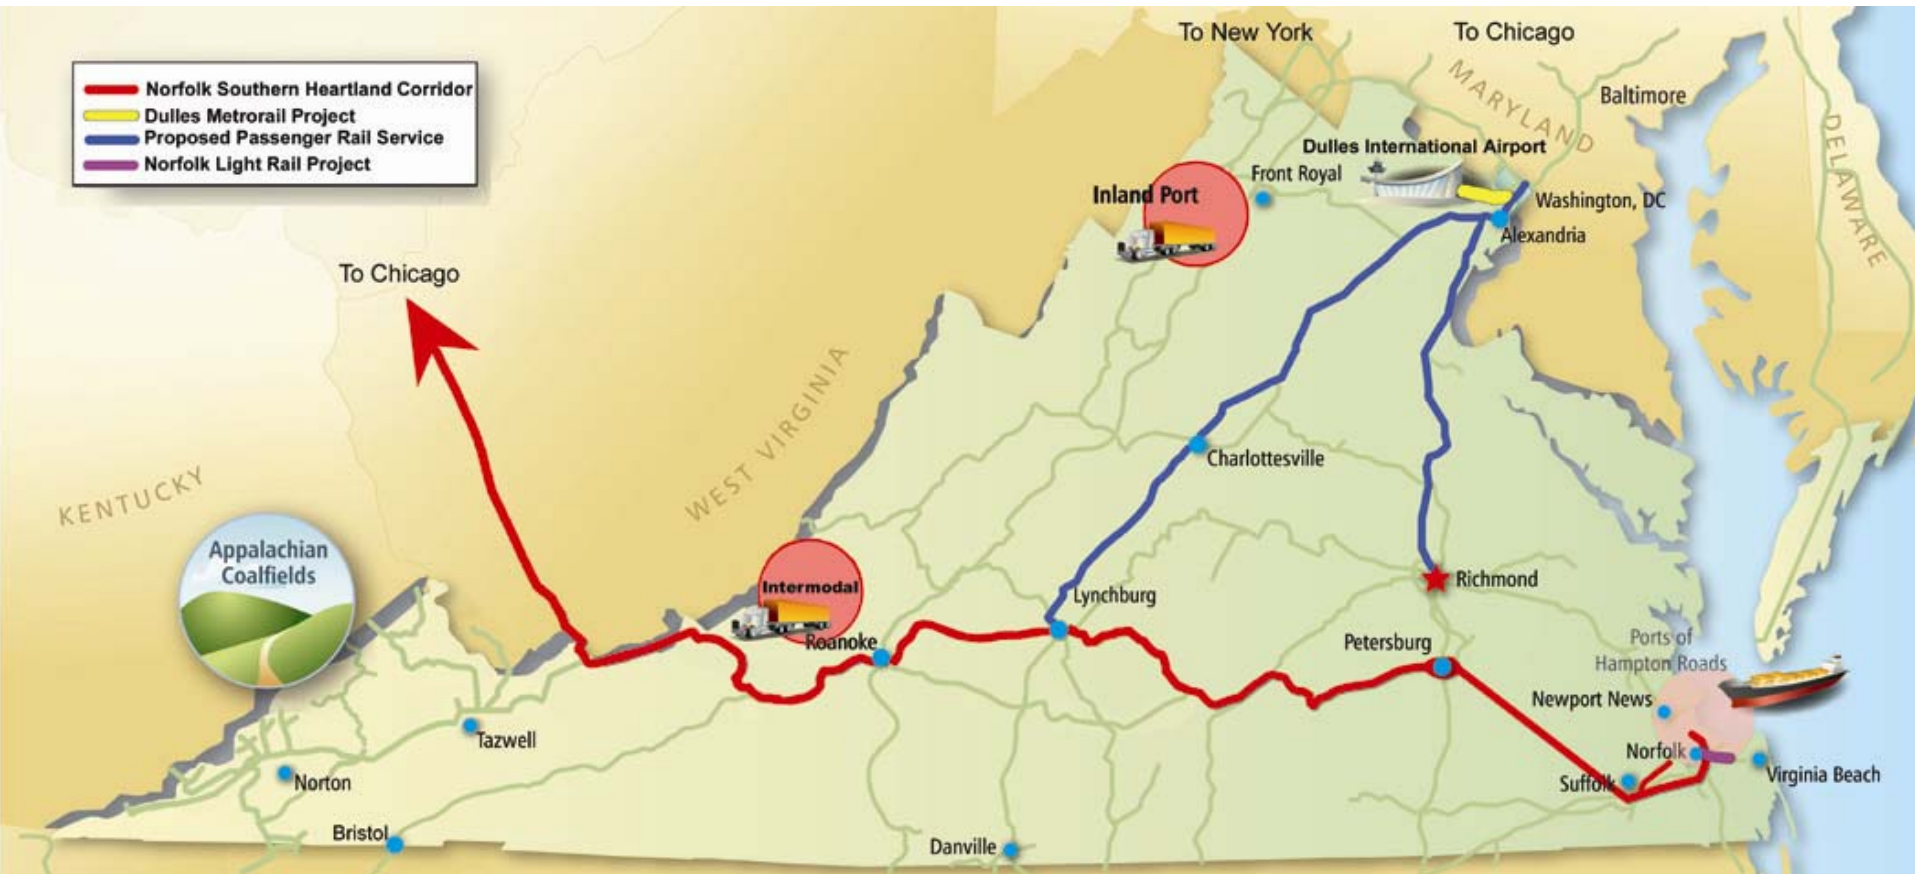 To New York
To Chicago
Norfolk Southern Heartland Corridor
Dulles Metrorail Project
Proposed Passenger Rail Service
Norfolk Light Rail Project
MARYLAND
Baltimore
DELAWARE
Dulles International Airport
Front Royal
Inland Port
Washington, DC
Alexandria
To Chicago
WEST VIRGINIA
KENTUCKY
Charlottesville
Appalachian
Coalfields
Intermodal
Roanoke
Lynchburg
Richmond
Petersburg
Ports of
Hampton Roads
Newport News
Norfolk
Suffolk
Virginia Beach
Tazwell
Norton
Bristol
Danville